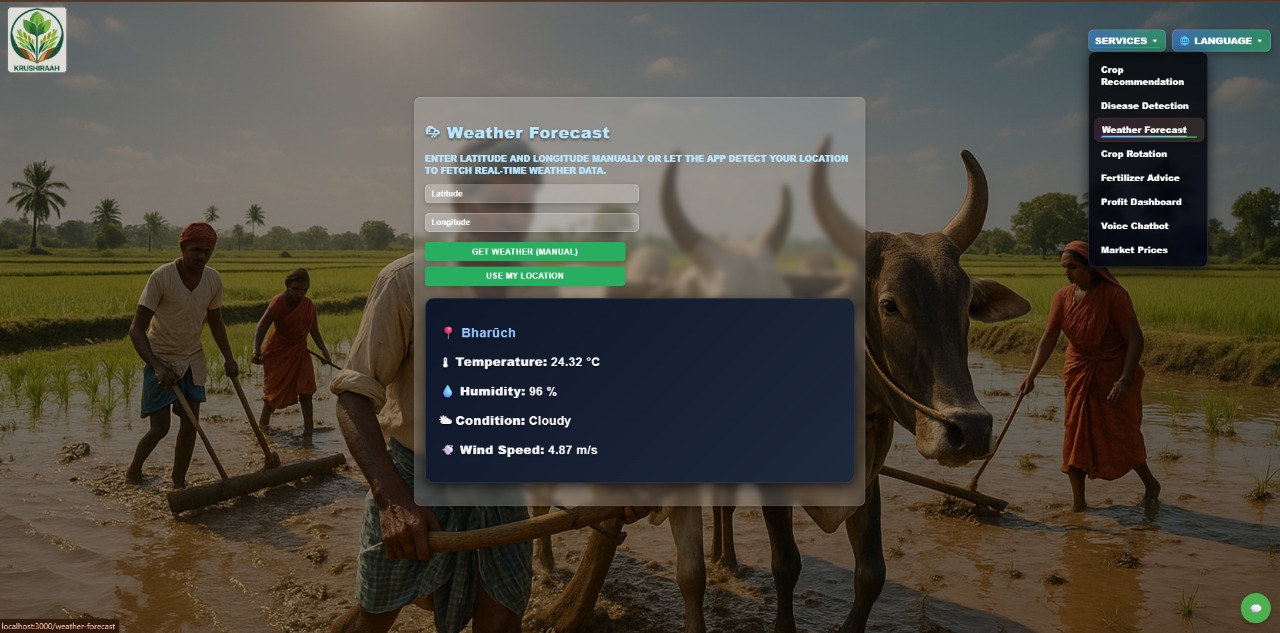 KRUSHIRAAH
SERVICES
LANGUAGE
Crop
Recommendation
Disease Detection
Weather Forecast
Crop Rotation
Fertilizer Advice
Profit Dashboard
Voice Chatbot
Market Prices
Weather Forecast
ENTER LATITUDE AND LONGITUDE MANUALLY OR LET THE APP DETECT YOUR LOCATION
TO FETCH REAL-TIME WEATHER DATA.
Latitude
Longitude
GET WEATHER (MANUAL)
USE MY LOCATION
Bharūch
Temperature: 24.32 °C
Humidity: 96 %
Condition: Cloudy
Wind Speed: 4.87 m/s
localhost:3000/weather-forecast